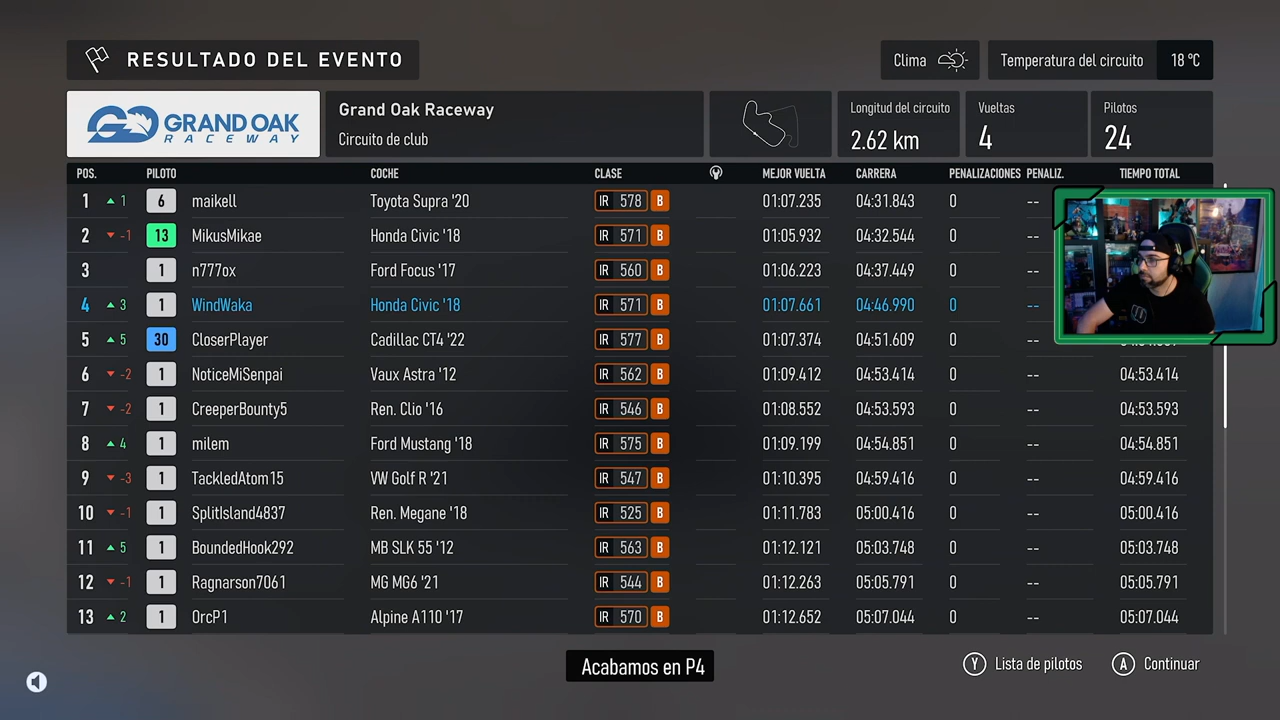 RESULTADO DEL EVENTO
Clima
Temperatura del circuito 18 ºC
GRAND OAK
RACEWAY
Grand Oak Raceway
Circuito de club
Longitud del circuito
2.62 km
Vueltas
4
Pilotos
24
POS. PILOTO COCHE CLASE MEJOR VUELTA CARRERA PENALIZACIONES PENALIZ. TIEMPO TOTAL
1 1 6 maikell Toyota Supra '20 IR 578 B 01:07.235 04:31.843 0 --
2 -1 13 MikusMikae Honda Civic '18 IR 571 B 01:05.932 04:32.544 0 --
3 1 n777ox Ford Focus '17 IR 560 B 01:06.223 04:37.449 0 --
4 3 1 WindWaka Honda Civic '18 IR 571 B 01:07.661 04:46.990 0 --
5 5 30 CloserPlayer Cadillac CT4 '22 IR 577 B 01:07.374 04:51.609 0 --
6 -2 1 NoticeMiSenpai Vaux Astra '12 IR 562 B 01:09.412 04:53.414 0 -- 04:53.414
7 -2 1 CreeperBounty5 Ren. Clio '16 IR 546 B 01:08.552 04:53.593 0 -- 04:53.593
8 4 1 milem Ford Mustang '18 IR 575 B 01:09.199 04:54.851 0 -- 04:54.851
9 -3 1 TackledAtom15 VW Golf R '21 IR 547 B 01:10.395 04:59.416 0 -- 04:59.416
10 -1 1 SplitIsland4837 Ren. Megane '18 IR 525 B 01:11.783 05:00.416 0 -- 05:00.416
11 5 1 BoundedHook292 MB SLK 55 '12 IR 563 B 01:12.121 05:03.748 0 -- 05:03.748
12 -1 1 Ragnarson7061 MG MG6 '21 IR 544 B 01:12.263 05:05.791 0 -- 05:05.791
13 2 1 OrcP1 Alpine A110 '17 IR 570 B 01:12.652 05:07.044 0 -- 05:07.044
Acabamos en P4
Y Lista de pilotos
A Continuar